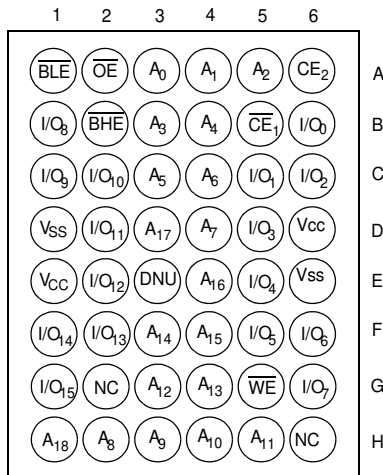 1 2 3 4 5 6
BLE OE A0 A1 A2 CE2 A
I/O8 BHE A3 A4 CE1 I/O0 B
I/O9 I/O10 A5 A6 I/O1 I/O2 C
VSS I/O11 A17 A7 I/O3 Vcc D
VCC I/O12 DNU A16 I/O4 Vss E
I/O14 I/O13 A14 A15 I/O5 I/O6 F
I/O15 NC A12 A13 WE I/O7 G
A18 A8 A9 A10 A11 NC H